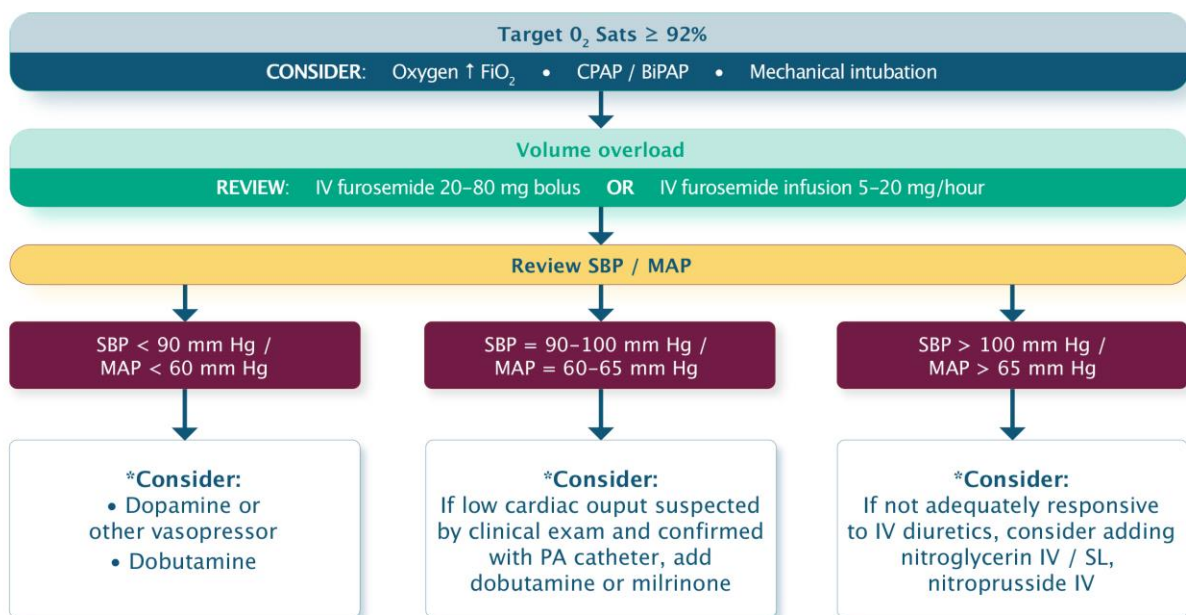 Target O₂ Sats ≥ 92%
CONSIDER: Oxygen ↑ FiO₂ • CPAP / BiPAP • Mechanical intubation
Volume overload
REVIEW: IV furosemide 20–80 mg bolus OR IV furosemide infusion 5–20 mg/hour
Review SBP / MAP
SBP < 90 mm Hg /
MAP < 60 mm Hg
SBP = 90–100 mm Hg /
MAP = 60–65 mm Hg
SBP > 100 mm Hg /
MAP > 65 mm Hg
*Consider:
• Dopamine or
other vasopressor
• Dobutamine
*Consider:
If low cardiac ouput suspected
by clinical exam and confirmed
with PA catheter, add
dobutamine or milrinone
*Consider:
If not adequately responsive
to IV diuretics, consider adding
nitroglycerin IV / SL,
nitroprusside IV